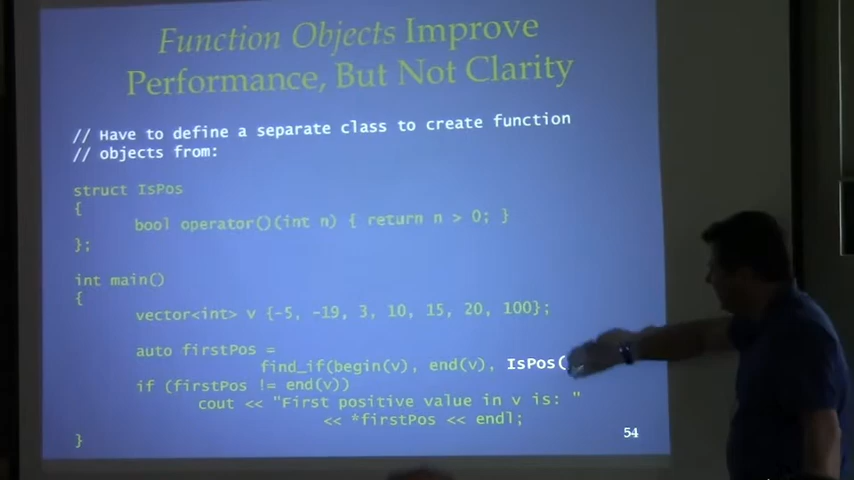 Function Objects Improve
Performance, But Not Clarity
// Have to define a separate class to create function
// objects from:
struct IsPos
{
bool operator()(int n) { return n > 0; }
};
int main()
{
vector<int> v {-5, -19, 3, 10, 15, 20, 100};
auto firstPos =
find_if(begin(v), end(v), IsPos(
if (firstPos != end(v))
cout << "First positive value in v is: "
<< *firstPos << endl;
}
54